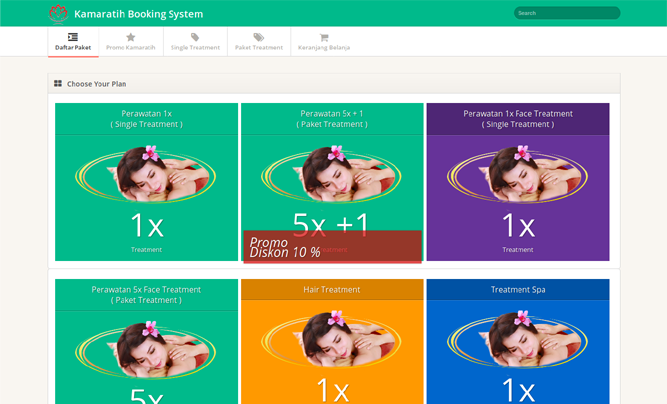 Kamaratih Booking System
Search
Daftar Paket
Promo Kamaratih
Single Treatment
Paket Treatment
Keranjang Belanja
Choose Your Plan
Perawatan 1x
( Single Treatment )
1x
Treatment
Perawatan 5x + 1
( Paket Treatment )
5x +1
Treatment
Promo
Diskon 10 %
Perawatan 1x Face Treatment
( Single Treatment )
1x
Treatment
Perawatan 5x Face Treatment
( Paket Treatment )
5x
Hair Treatment
1x
Treatment Spa
1x